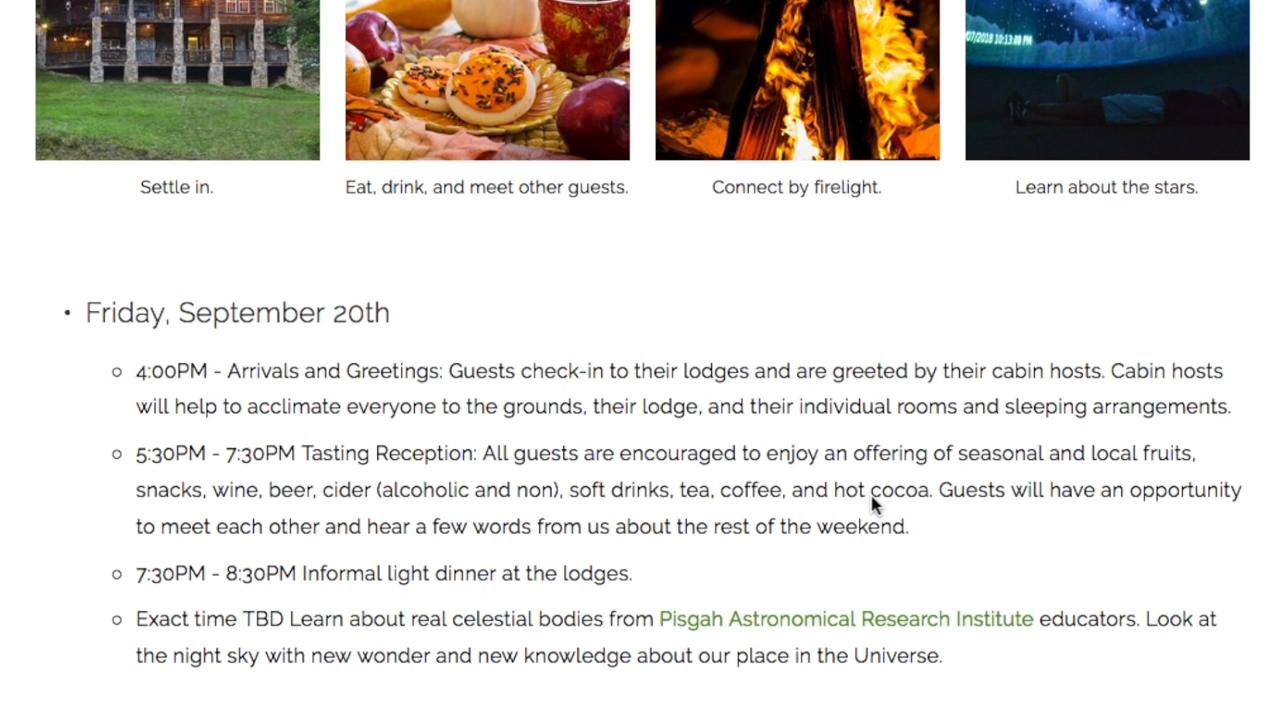 07/2018 10:13:88 PM
Settle in.
Eat, drink, and meet other guests.
Connect by firelight.
Learn about the stars.
• Friday, September 20th
4:00PM - Arrivals and Greetings: Guests check-in to their lodges and are greeted by their cabin hosts. Cabin hosts
will help to acclimate everyone to the grounds, their lodge, and their individual rooms and sleeping arrangements.
5:30PM - 7:30PM Tasting Reception: All guests are encouraged to enjoy an offering of seasonal and local fruits,
snacks, wine, beer, cider (alcoholic and non), soft drinks, tea, coffee, and hot cocoa. Guests will have an opportunity
to meet each other and hear a few words from us about the rest of the weekend.
7:30PM - 8:30PM Informal light dinner at the lodges.
Exact time TBD Learn about real celestial bodies from Pisgah Astronomical Research Institute educators. Look at
the night sky with new wonder and new knowledge about our place in the Universe.